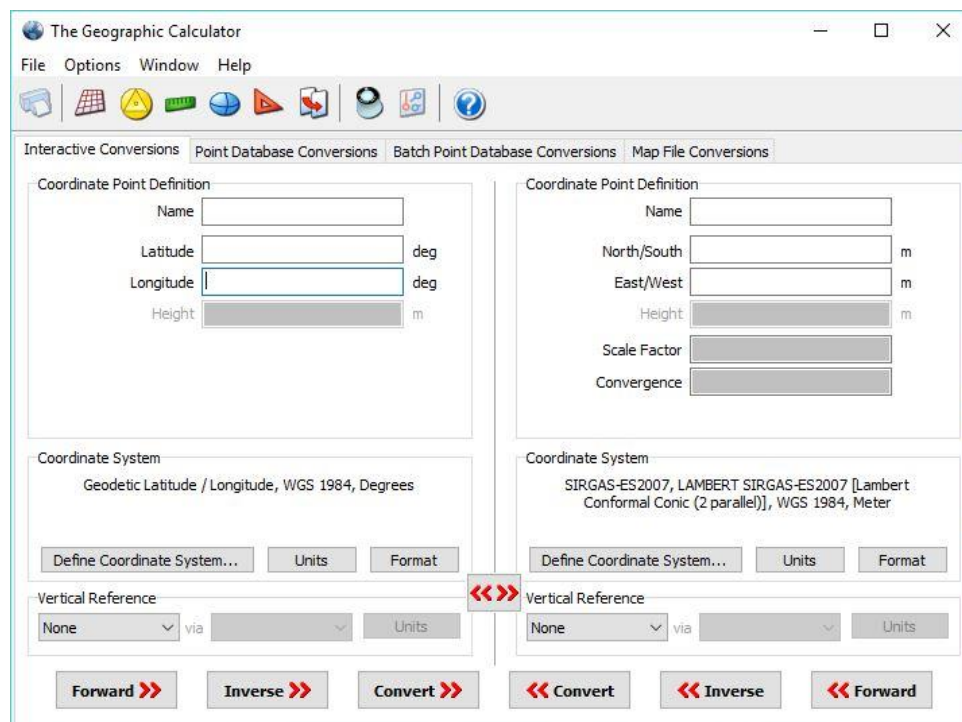 The Geographic Calculator
File Options Window Help
Interactive Conversions Point Database Conversions Batch Point Database Conversions Map File Conversions
Coordinate Point Definition
Name
Latitude deg
Longitude deg
Height m
Coordinate System
Geodetic Latitude / Longitude, WGS 1984, Degrees
Define Coordinate System... Units Format
Vertical Reference
None via Units
Forward Inverse Convert
Coordinate Point Definition
Name
North/South m
East/West m
Height m
Scale Factor
Convergence
Coordinate System
SIRGAS-ES2007, LAMBERT SIRGAS-ES2007 [Lambert
Conformal Conic (2 parallel)], WGS 1984, Meter
Define Coordinate System... Units Format
Vertical Reference
None via Units
Convert Inverse Forward